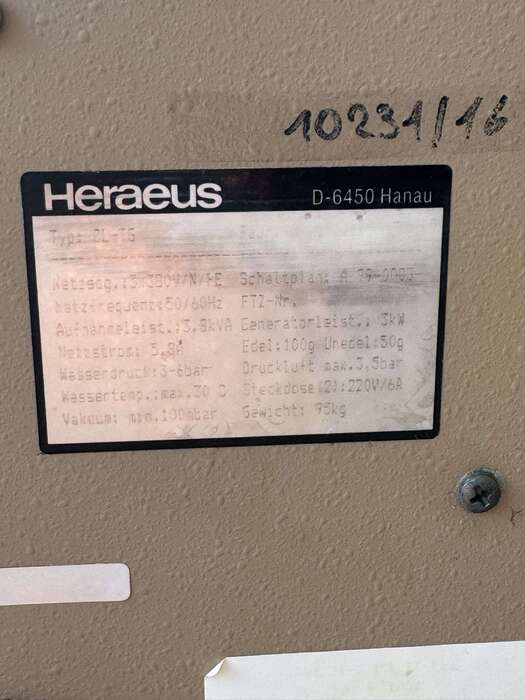 10231/16
Heraeus D-6450 Hanau
Typ: CL-IG
Netzspg.:3x380V/N/PE Schaltplan:
Netzfrequenz:50/60Hz FTZ-Nr.
Aufnahmeleist.:3,8kVA Generatorleist.: 3kW
Netzstrom: 5,8A Edel:100g Unedel:50g
Wasserdruck:3-6bar Druckluft max.3,5bar
Wassertemp.:max.30 C Steckdose (2):220V/6A
Vakuum: min.100mbar Gewicht: 95kg